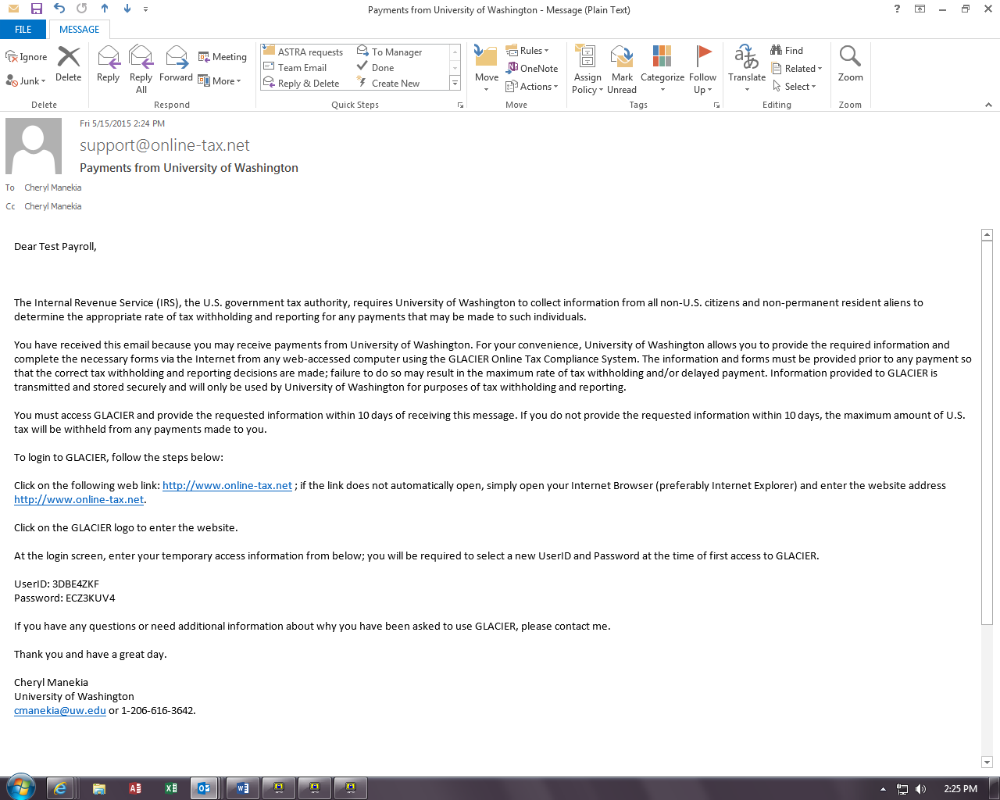 Payments from University of Washington - Message (Plain Text)
FILE
MESSAGE
Ignore
Junk
Delete
Delete
Reply
Reply All
Forward
Meeting
More
Respond
ASTRA requests
Team Email
Reply & Delete
To Manager
Done
Create New
Quick Steps
Move
Rules
OneNote
Actions
Move
Assign Policy
Mark Unread
Categorize
Follow Up
Tags
Translate
Find
Related
Select
Editing
Zoom
Zoom
Fri 5/15/2015 2:24 PM
support@online-tax.net
Payments from University of Washington
To Cheryl Manekia
Cc Cheryl Manekia
Dear Test Payroll,
The Internal Revenue Service (IRS), the U.S. government tax authority, requires University of Washington to collect information from all non-U.S. citizens and non-permanent resident aliens to
determine the appropriate rate of tax withholding and reporting for any payments that may be made to such individuals.
You have received this email because you may receive payments from University of Washington. For your convenience, University of Washington allows you to provide the required information and
complete the necessary forms via the Internet from any web-accessed computer using the GLACIER Online Tax Compliance System. The information and forms must be provided prior to any payment so
that the correct tax withholding and reporting decisions are made; failure to do so may result in the maximum rate of tax withholding and/or delayed payment. Information provided to GLACIER is
transmitted and stored securely and will only be used by University of Washington for purposes of tax withholding and reporting.
You must access GLACIER and provide the requested information within 10 days of receiving this message. If you do not provide the requested information within 10 days, the maximum amount of U.S.
tax will be withheld from any payments made to you.
To login to GLACIER, follow the steps below:
Click on the following web link: http://www.online-tax.net ; if the link does not automatically open, simply open your Internet Browser (preferably Internet Explorer) and enter the website address
http://www.online-tax.net.
Click on the GLACIER logo to enter the website.
At the login screen, enter your temporary access information from below; you will be required to select a new UserID and Password at the time of first access to GLACIER.
UserID: 3DBE4ZKF
Password: ECZ3KUV4
If you have any questions or need additional information about why you have been asked to use GLACIER, please contact me.
Thank you and have a great day.
Cheryl Manekia
University of Washington
cmanekia@uw.edu or 1-206-616-3642.
2:25 PM